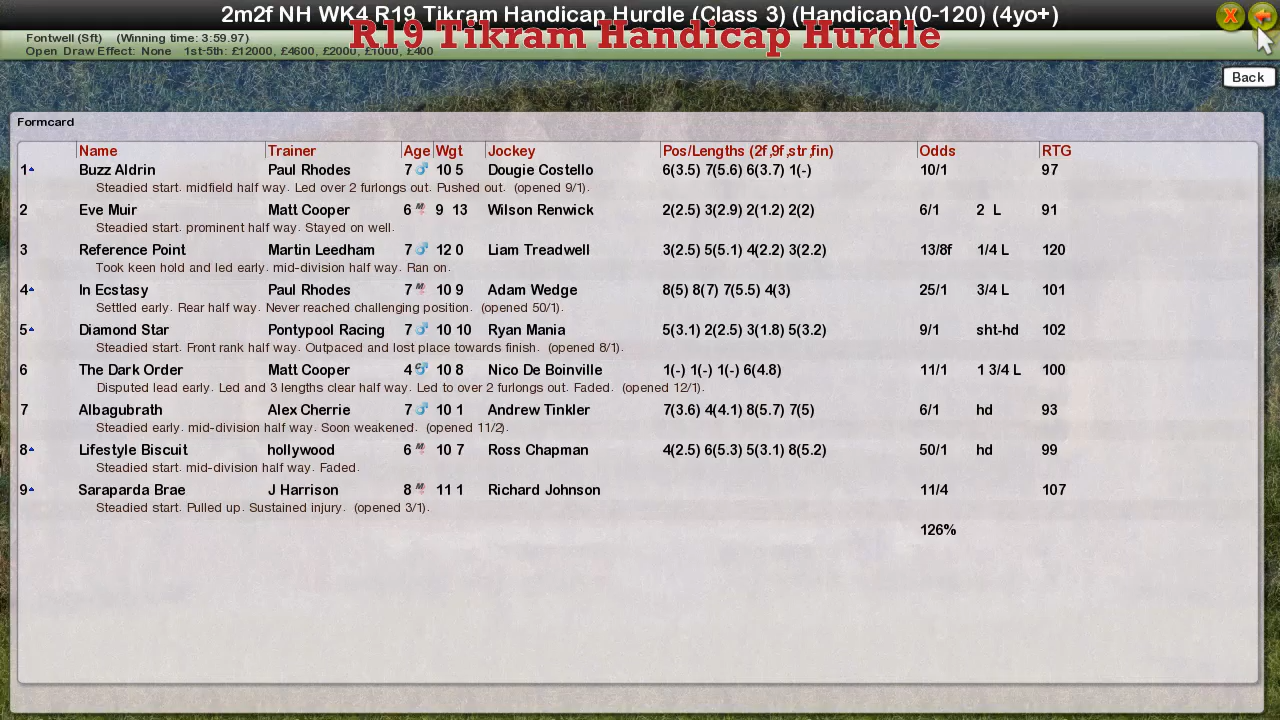 2m2f NH WK4 R19 Tikram Handicap Hurdle (Class 3) (Handicap)(0-120) (4yo+)
R19 Tikram Handicap Hurdle
Fontwell (Sft) (Winning time: 3:59.97)
Open Draw Effect: None 1st-5th: £12000, £4600, £2000, £1000, £400
X
Back
Formcard
Name Trainer Age Wgt Jockey Pos/Lengths (2f,9f,str,fin) Odds RTG
1 Buzz Aldrin Paul Rhodes 7 10 5 Dougie Costello 6(3.5) 7(5.6) 6(3.7) 1(-) 10/1 97
Steadied start. midfield half way. Led over 2 furlongs out. Pushed out. (opened 9/1).
2 Eve Muir Matt Cooper 6 9 13 Wilson Renwick 2(2.5) 3(2.9) 2(1.2) 2(2) 6/1 2 L 91
Steadied start. prominent half way. Stayed on well.
3 Reference Point Martin Leedham 7 12 0 Liam Treadwell 3(2.5) 5(5.1) 4(2.2) 3(2.2) 13/8f 1/4 L 120
Took keen hold and led early. mid-division half way. Ran on.
4 In Ecstasy Paul Rhodes 7 10 9 Adam Wedge 8(5) 8(7) 7(5.5) 4(3) 25/1 3/4 L 101
Settled early. Rear half way. Never reached challenging position. (opened 50/1).
5 Diamond Star Pontypool Racing 7 10 10 Ryan Mania 5(3.1) 2(2.5) 3(1.8) 5(3.2) 9/1 sht-hd 102
Steadied start. Front rank half way. Outpaced and lost place towards finish. (opened 8/1).
6 The Dark Order Matt Cooper 4 10 8 Nico De Boinville 1(-) 1(-) 1(-) 6(4.8) 11/1 1 3/4 L 100
Disputed lead early. Led and 3 lengths clear half way. Led to over 2 furlongs out. Faded. (opened 12/1).
7 Albagubrath Alex Cherrie 7 10 1 Andrew Tinkler 7(3.6) 4(4.1) 8(5.7) 7(5) 6/1 hd 93
Steadied early. mid-division half way. Soon weakened. (opened 11/2).
8 Lifestyle Biscuit hollywood 6 10 7 Ross Chapman 4(2.5) 6(5.3) 5(3.1) 8(5.2) 50/1 hd 99
Steadied start. mid-division half way. Faded.
9 Saraparda Brae J Harrison 8 11 1 Richard Johnson 11/4 107
Steadied start. Pulled up. Sustained injury. (opened 3/1).
126%